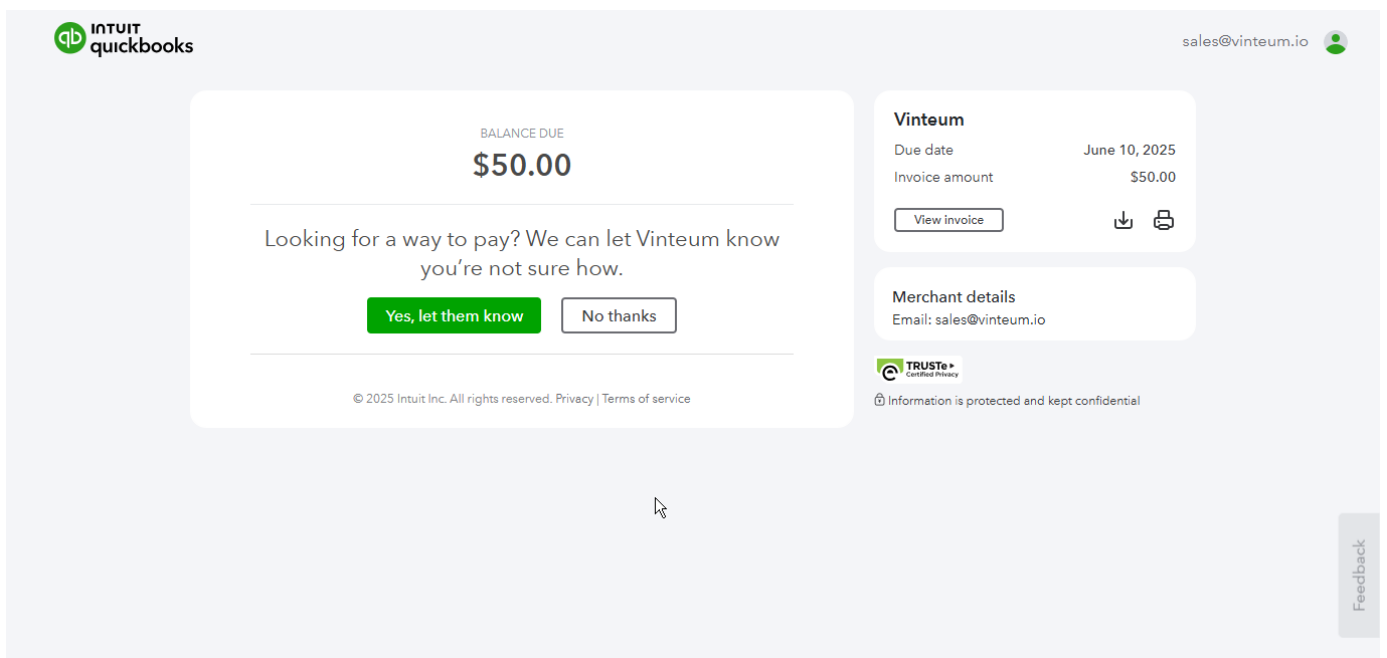 INTUIT
quickbooks
sales@vinteum.io
BALANCE DUE
$50.00
Looking for a way to pay? We can let Vinteum know
you're not sure how.
Yes, let them know
No thanks
© 2025 Intuit Inc. All rights reserved. Privacy | Terms of service
Vinteum
Due date June 10, 2025
Invoice amount $50.00
View invoice
Merchant details
Email: sales@vinteum.io
TRUSTe
Certified Privacy
Information is protected and kept confidential
Feedback